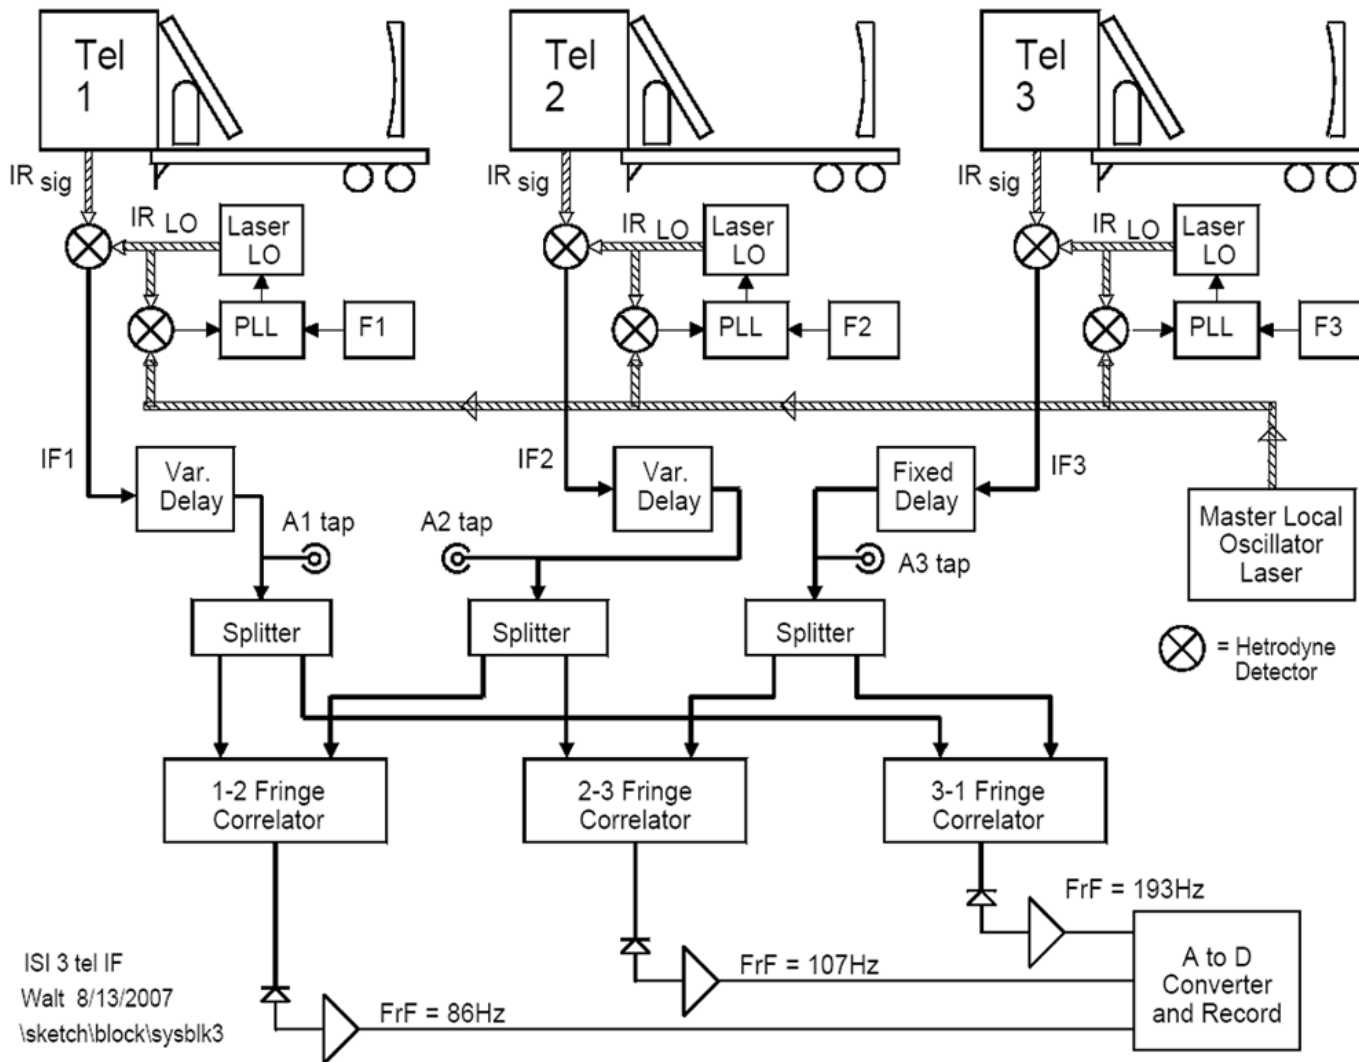 Tel
1
Tel
2
Tel
3
IR sig
IR sig
IR sig
IR LO
Laser
LO
IR LO
Laser
LO
IR LO
Laser
LO
PLL
F1
PLL
F2
PLL
F3
IF1
Var.
Delay
IF2
Var.
Delay
Fixed
Delay
IF3
Master Local
Oscillator
Laser
A1 tap
A2 tap
A3 tap
Splitter
Splitter
Splitter
= Hetrodyne
Detector
1-2 Fringe
Correlator
2-3 Fringe
Correlator
3-1 Fringe
Correlator
FrF = 193Hz
FrF = 107Hz
FrF = 86Hz
A to D
Converter
and Record
ISI 3 tel IF
Walt 8/13/2007
\sketch\block\sysblk3